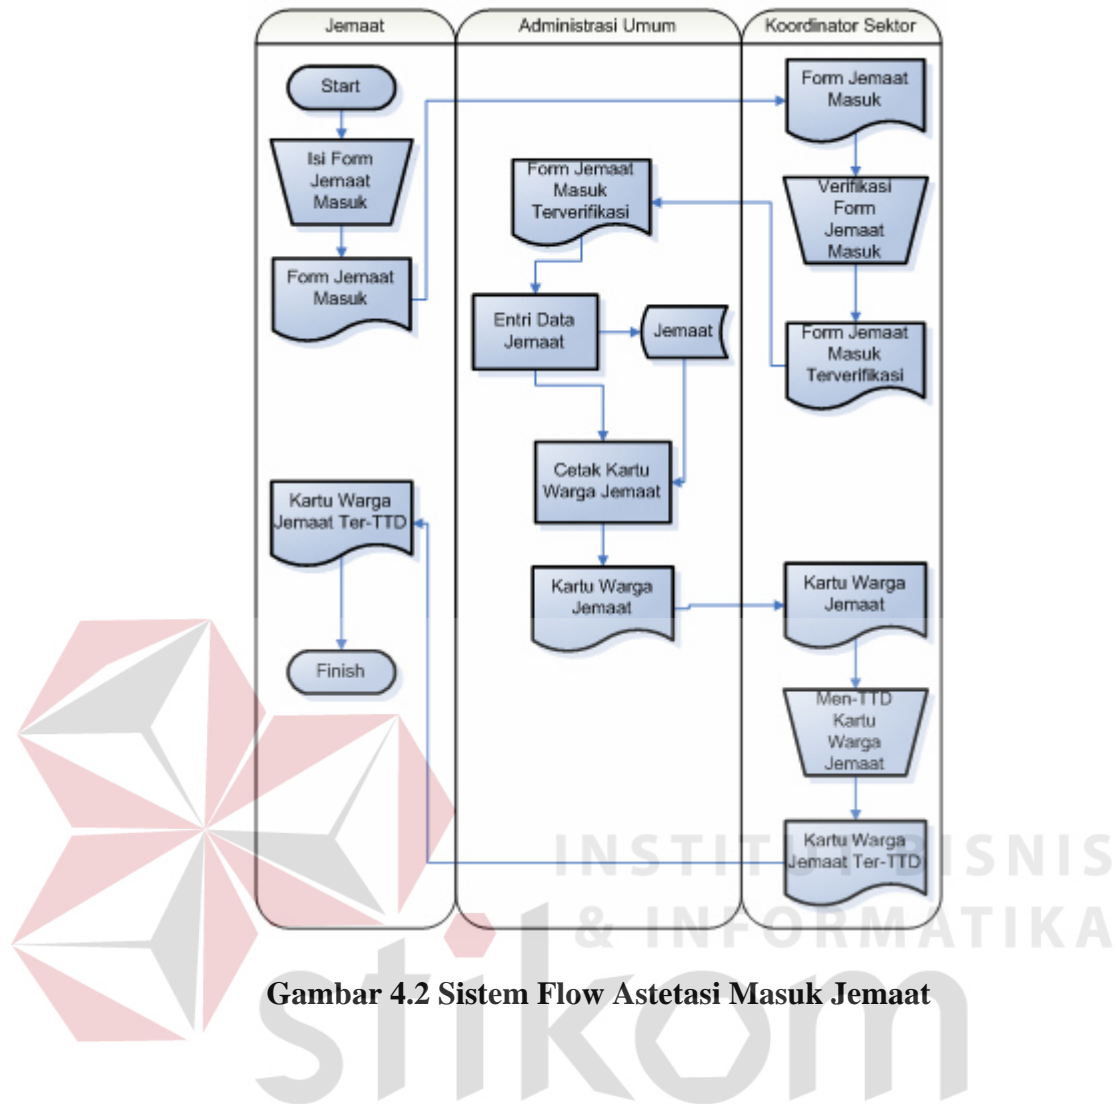 Jemaat
Administrasi Umum
Koordinator Sektor
Start
Isi Form
Jemaat
Masuk
Form Jemaat
Masuk
Kartu Warga
Jemaat Ter-TTD
Finish
Form Jemaat
Masuk
Terverifikasi
Entri Data
Jemaat
Jemaat
Cetak Kartu
Warga Jemaat
Kartu Warga
Jemaat
Form Jemaat
Masuk
Verifikasi
Form
Jemaat
Masuk
Form Jemaat
Masuk
Terverifikasi
Kartu Warga
Jemaat
Men-TTD
Kartu
Warga
Jemaat
Kartu Warga
Jemaat Ter-TTD
INSTITUT BISNIS
& INFORMATIKA
stikom
Gambar 4.2 Sistem Flow Astetasi Masuk Jemaat